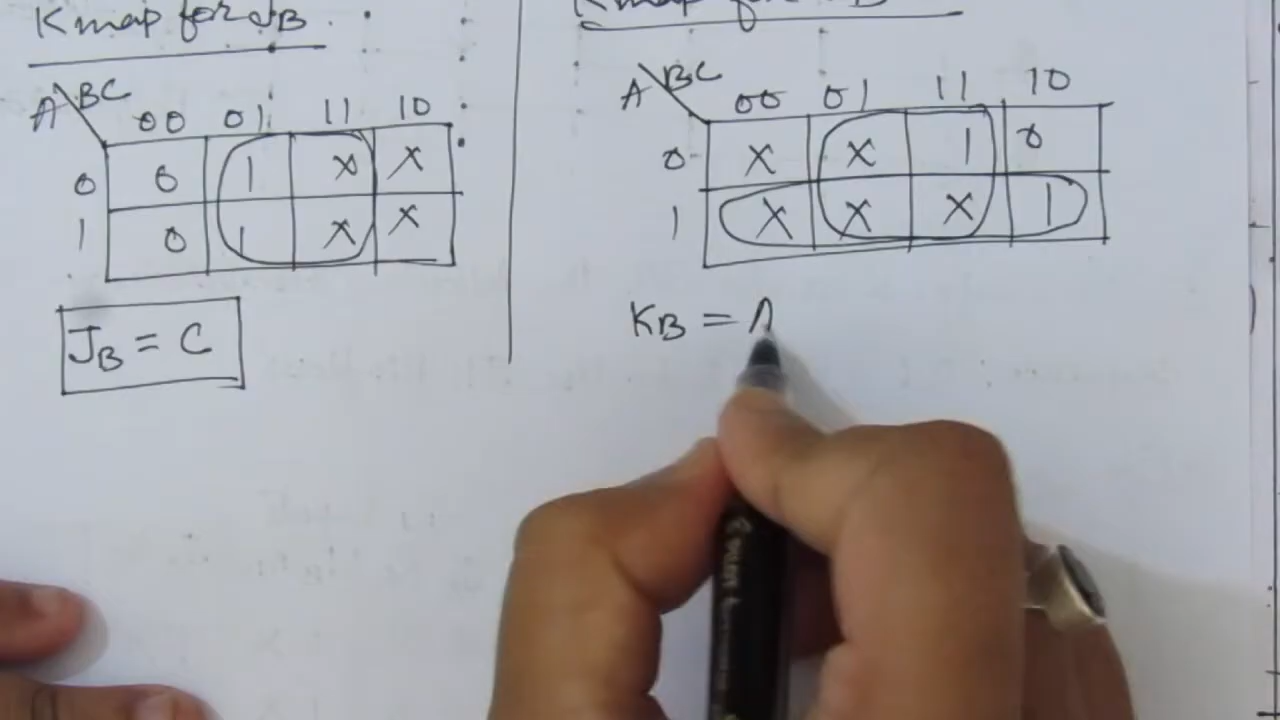 Kmap for JB.
A BC 00 01 11 10
0 0 1 X X
1 0 1 X X
JB = C
A BC 00 01 11 10
0 X X 1 0
1 X X X 1
KB = A